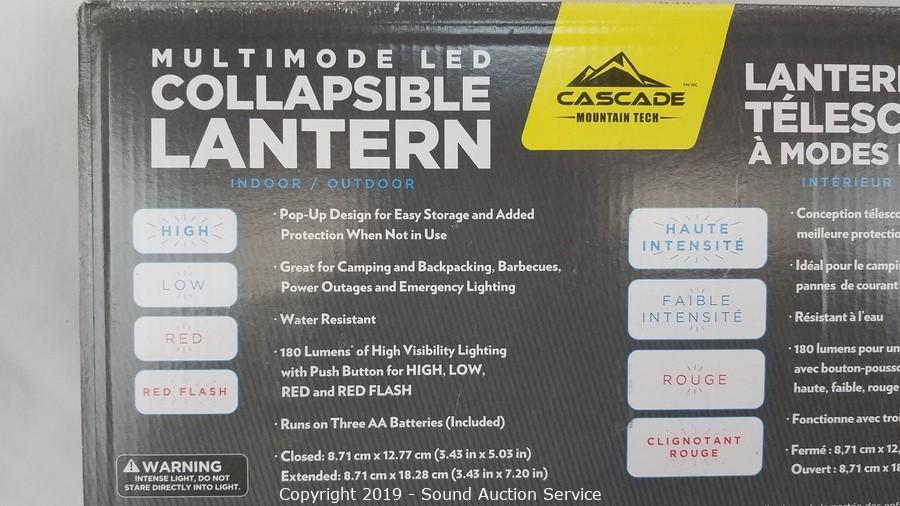 MULTIMODE LED
COLLAPSIBLE
LANTERN
INDOOR / OUTDOOR
HIGH
LOW
RED
RED FLASH
· Pop-Up Design for Easy Storage and Added
Protection When Not in Use
· Great for Camping and Backpacking, Barbecues,
Power Outages and Emergency Lighting
· Water Resistant
· 180 Lumens* of High Visibility Lighting
with Push Button for HIGH, LOW,
RED and RED FLASH
· Runs on Three AA Batteries (Included)
· Closed: 8.71 cm x 12.77 cm (3.43 in x 5.03 in)
Extended: 8.71 cm x 18.28 cm (3.43 in x 7.20 in)
WARNING
INTENSE LIGHT, DO NOT
STARE DIRECTLY INTO LIGHT.
CASCADE TM/MC
MOUNTAIN TECH
LANTER
TÉLESC
À MODES
INTÉRIEUR
HAUTE
INTENSITÉ
FAIBLE
INTENSITÉ
ROUGE
CLIGNOTANT
ROUGE
· Conception télesco
meilleure protectio
· Idéal pour le campi
pannes de courant
· Résistant à l'eau
· 180 lumens pour un
avec bouton-pousso
haute, faible, rouge
· Fonctionne avec troi
· Fermé : 8,71 cm x 12,
Ouvert : 8,71 cm x 18
Copyright 2019 - Sound Auction Service